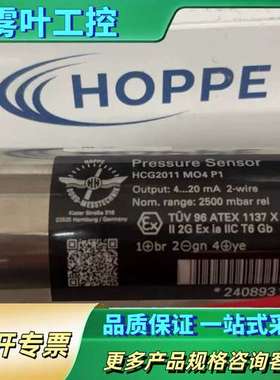 雾叶工控
HOPPE
Pressure Sensor
HCG2011 MO4 P1
Output: 4...20 mA 2-wire
Nom. range: 2500 mbar rel
Kieler Straße 318
22525 Hamburg / Germany
TÜV 96 ATEX 1137 X
Ex
II 2G Ex ia IIC T6 Gb
1⊕br 2⊖gn 4⊕ye
*2408931
品质保证 一站式采
开专票
更多产品规格咨询客